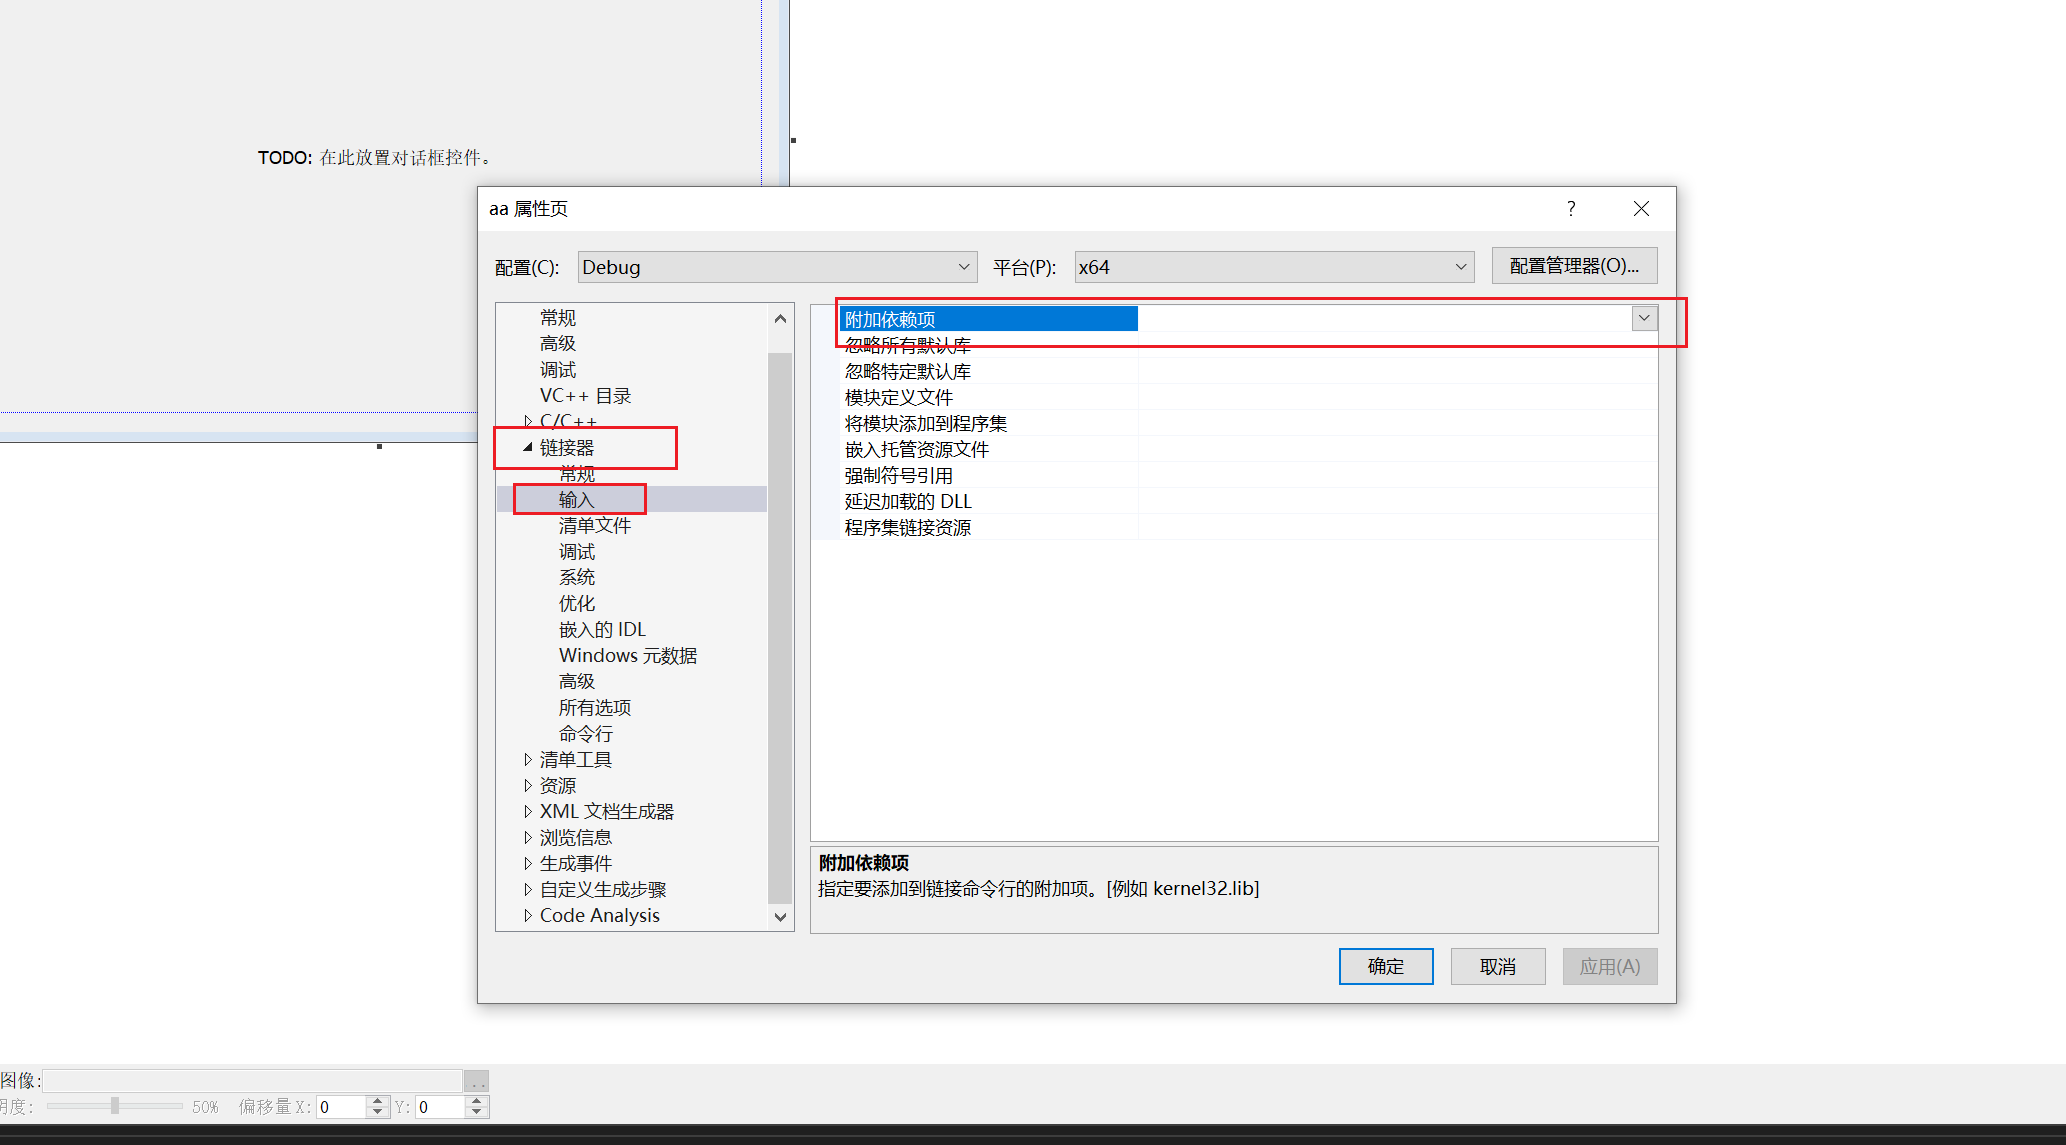 TODO: 在此放置对话框控件。
aa 属性页
配置(C):
Debug
平台(P):
x64
配置管理器(O)...
常规
高级
调试
VC++ 目录
C/C++
链接器
常规
输入
清单文件
调试
系统
优化
嵌入的 IDL
Windows 元数据
高级
所有选项
命令行
清单工具
资源
XML 文档生成器
浏览信息
生成事件
自定义生成步骤
Code Analysis
附加依赖项
忽略所有默认库
忽略特定默认库
模块定义文件
将模块添加到程序集
嵌入托管资源文件
强制符号引用
延迟加载的 DLL
程序集链接资源
附加依赖项
指定要添加到链接命令行的附加项。[例如 kernel32.lib]
确定
取消
应用(A)
图像:
..
明度:
50%
偏移量 X:
0
Y:
0